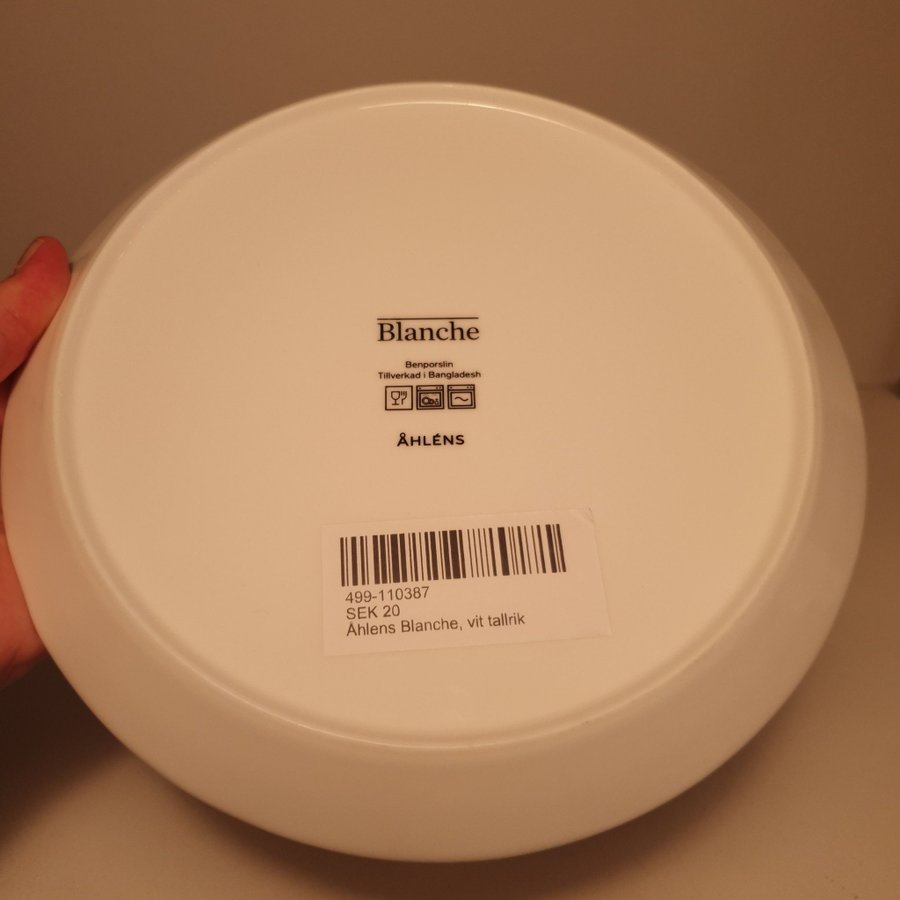 Blanche
Benporslin
Tillverkad i Bangladesh
ÅHLÉNS
499-110387
SEK 20
Åhlens Blanche, vit tallrik